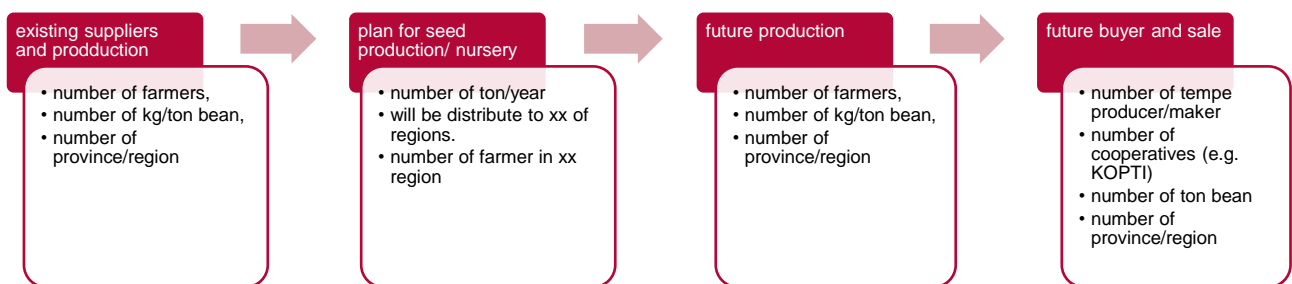 existing suppliers
and prodduction
• number of farmers,
• number of kg/ton bean,
• number of
province/region
plan for seed
production/ nursery
• number of ton/year
• will be distribute to xx of
regions.
• number of farmer in xx
region
future production
• number of farmers,
• number of kg/ton bean,
• number of
province/region
future buyer and sale
• number of tempe
producer/maker
• number of
cooperatives (e.g.
KOPTI)
• number of ton bean
• number of
province/region